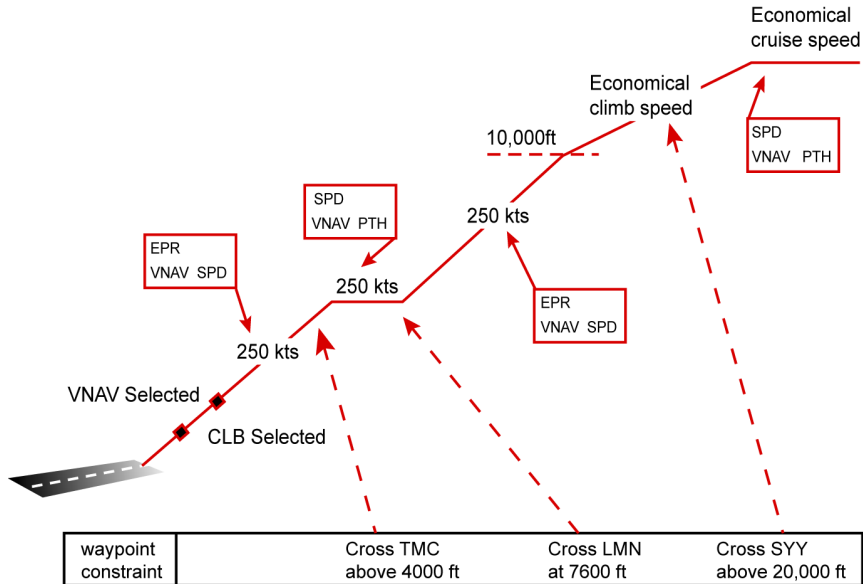 Economical
cruise speed
Economical
climb speed
10,000ft
SPD
VNAV PTH
SPD
VNAV PTH
250 kts
EPR
VNAV SPD
250 kts
EPR
VNAV SPD
250 kts
VNAV Selected
CLB Selected
waypoint
constraint
Cross TMC
above 4000 ft
Cross LMN
at 7600 ft
Cross SYY
above 20,000 ft